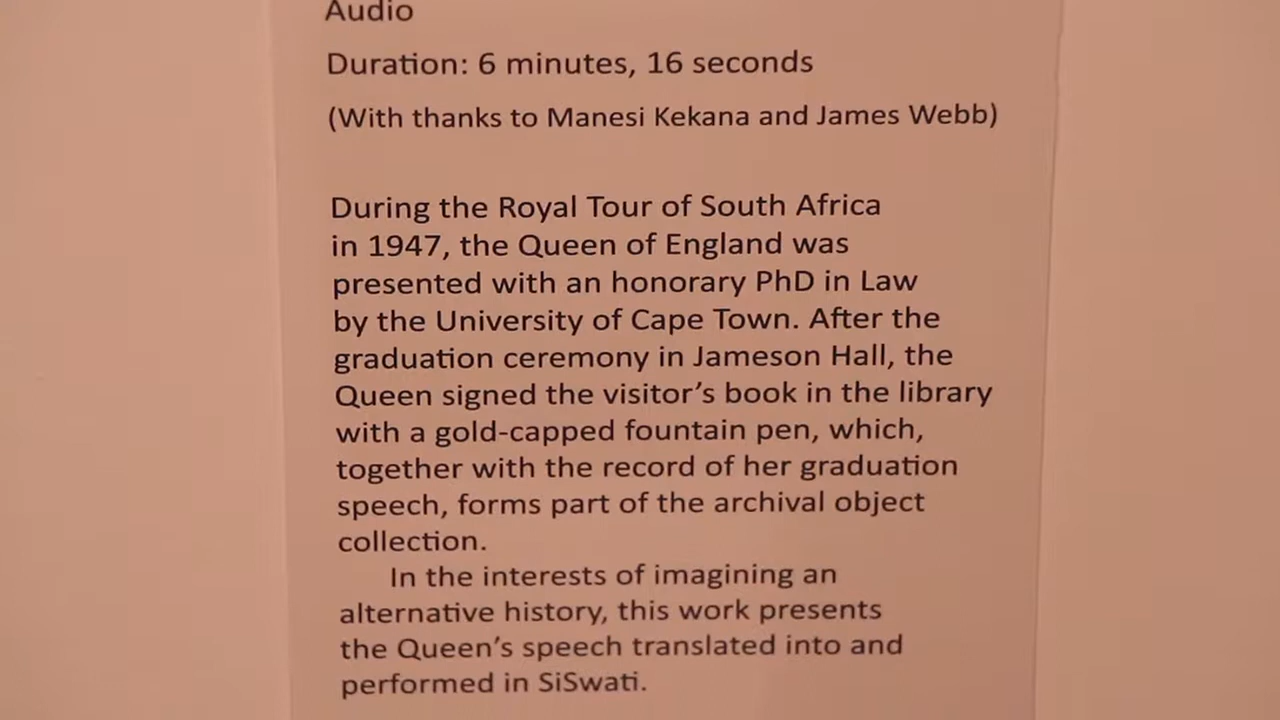 Audio
Duration: 6 minutes, 16 seconds
(With thanks to Manesi Kekana and James Webb)
During the Royal Tour of South Africa
in 1947, the Queen of England was
presented with an honorary PhD in Law
by the University of Cape Town. After the
graduation ceremony in Jameson Hall, the
Queen signed the visitor’s book in the library
with a gold-capped fountain pen, which,
together with the record of her graduation
speech, forms part of the archival object
collection.
In the interests of imagining an
alternative history, this work presents
the Queen’s speech translated into and
performed in SiSwati.